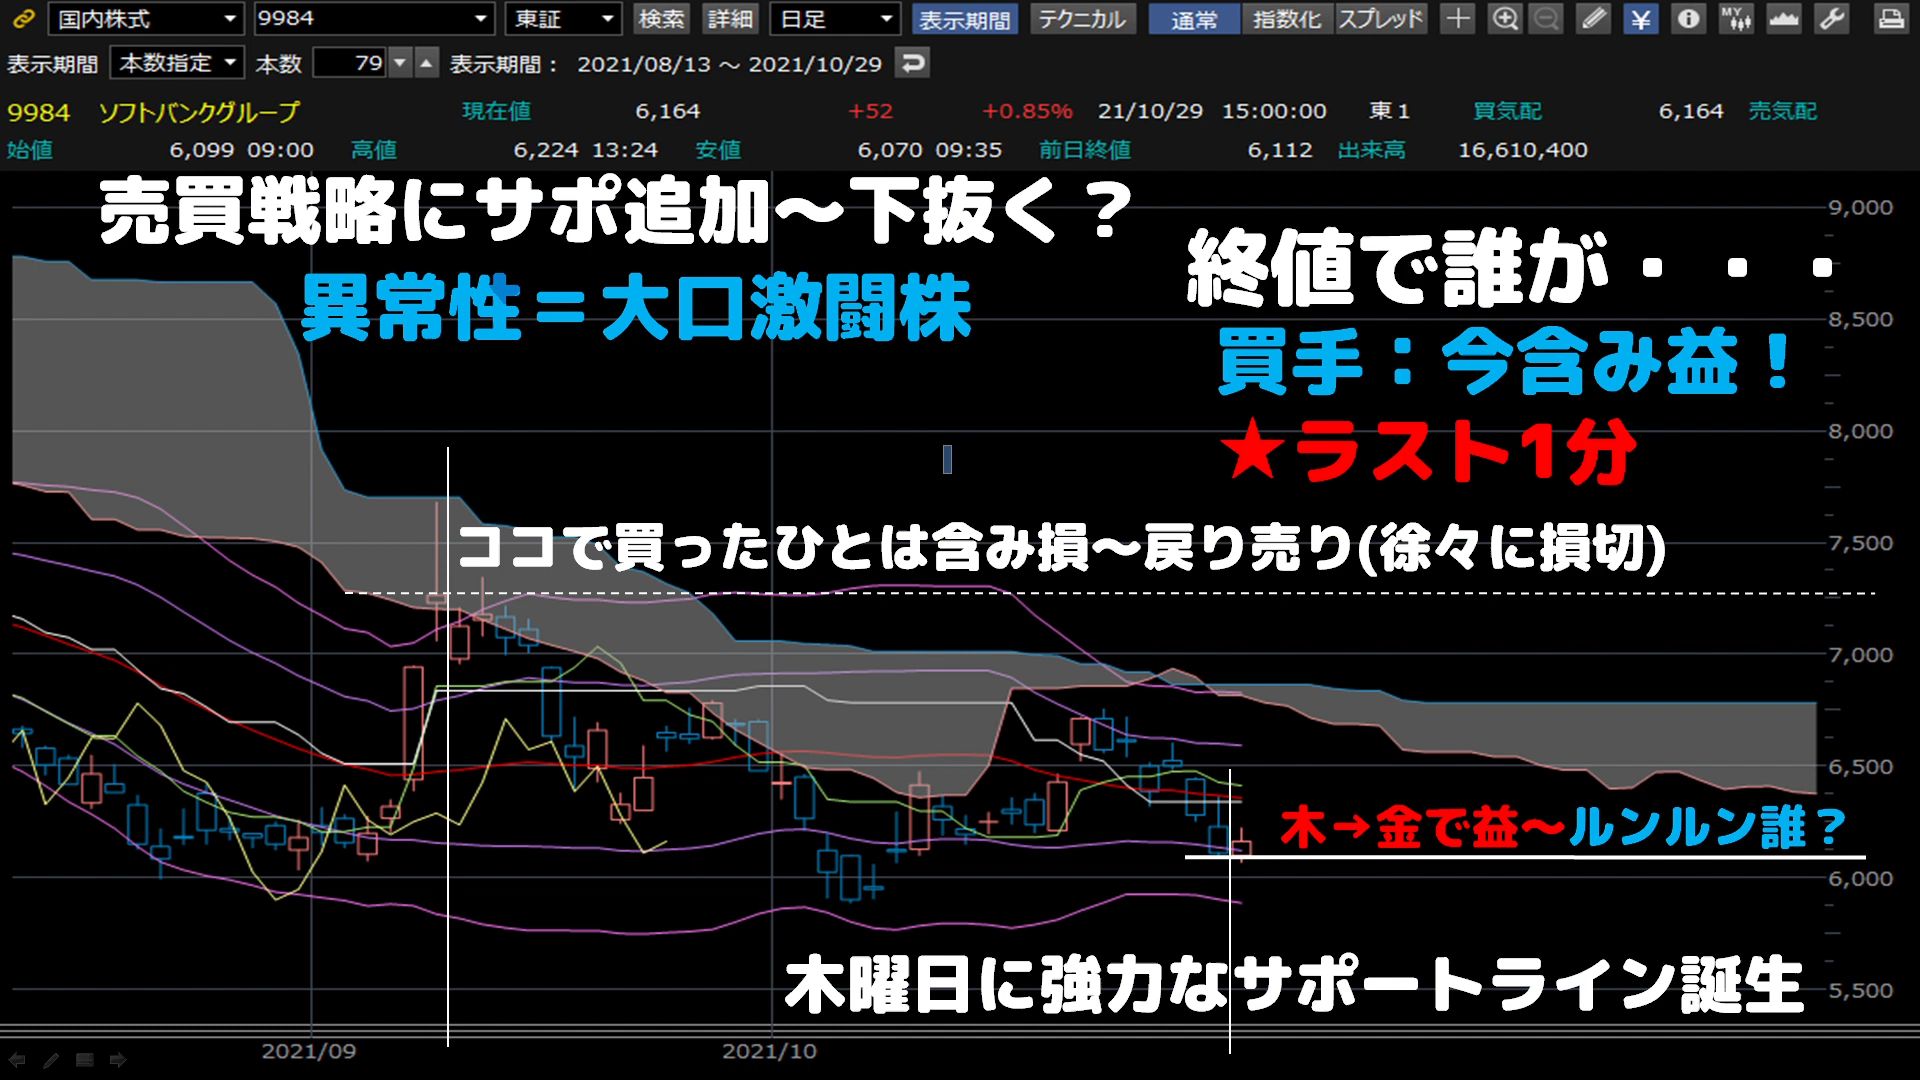 国内株式 9984 東証 検索 詳細 日足 表示期間 テクニカル 通常 指数化 スプレッド ¥ MY
表示期間 本数指定 本数 79 表示期間： 2021/08/13 ～ 2021/10/29
9984 ソフトバンクグループ 現在値 6,164 +52 +0.85% 21/10/29 15:00:00 東1 買気配 6,164 売気配
始値 6,099 09:00 高値 6,224 13:24 安値 6,070 09:35 前日終値 6,112 出来高 16,610,400
売買戦略にサポ追加～下抜く？
異常性＝大口激闘株
終値で誰が・・・
買手：今含み益！
★ラスト1分
ココで買ったひとは含み損～戻り売り(徐々に損切)
木→金で益～ルンルン誰？
木曜日に強力なサポートライン誕生
9,000
8,500
8,000
7,500
7,000
6,500
6,000
5,500
2021/09 2021/10